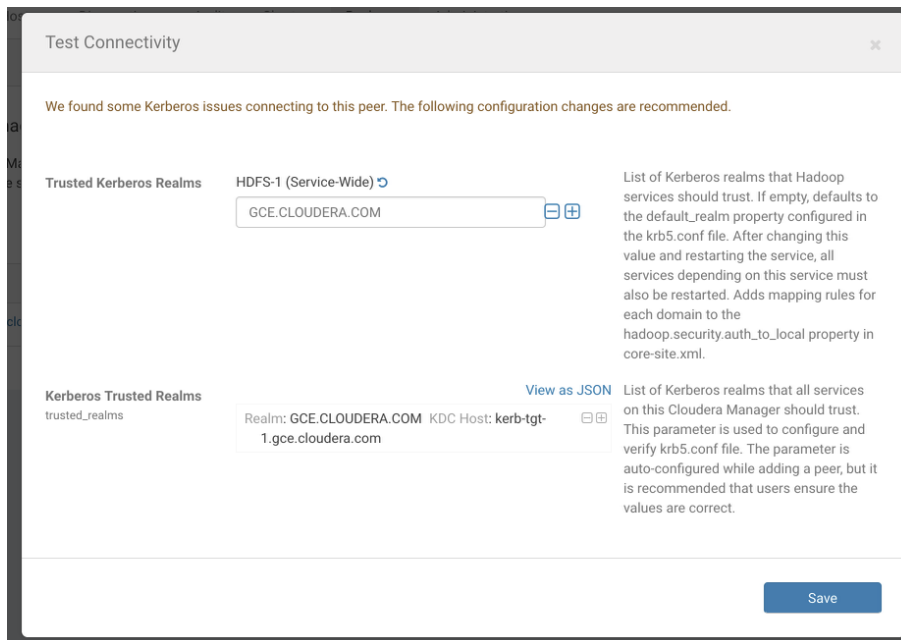 Test Connectivity
×
We found some Kerberos issues connecting to this peer. The following configuration changes are recommended.
Trusted Kerberos Realms
HDFS-1 (Service-Wide)
GCE.CLOUDERA.COM
List of Kerberos realms that Hadoop
services should trust. If empty, defaults to
the default_realm property configured in
the krb5.conf file. After changing this
value and restarting the service, all
services depending on this service must
also be restarted. Adds mapping rules for
each domain to the
hadoop.security.auth_to_local property in
core-site.xml.
Kerberos Trusted Realms
trusted_realms
View as JSON
Realm: GCE.CLOUDERA.COM KDC Host: kerb-tgt-
1.gce.cloudera.com
List of Kerberos realms that all services
on this Cloudera Manager should trust.
This parameter is used to configure and
verify krb5.conf file. The parameter is
auto-configured while adding a peer, but it
is recommended that users ensure the
values are correct.
Save